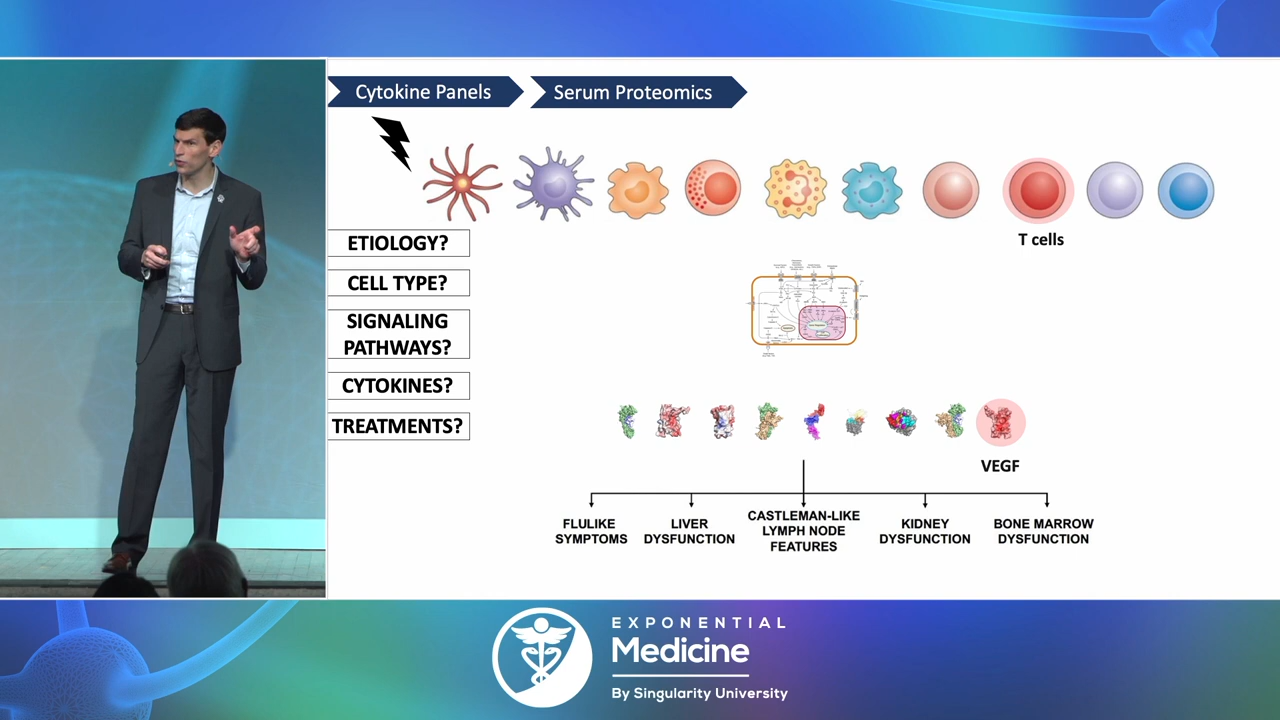 Cytokine Panels
Serum Proteomics
T cells
ETIOLOGY?
CELL TYPE?
SIGNALING
PATHWAYS?
CYTOKINES?
TREATMENTS?
VEGF
FLULIKE
SYMPTOMS
LIVER
DYSFUNCTION
CASTLEMAN-LIKE
LYMPH NODE
FEATURES
KIDNEY
DYSFUNCTION
BONE MARROW
DYSFUNCTION
EXPONENTIAL
Medicine
By Singularity University